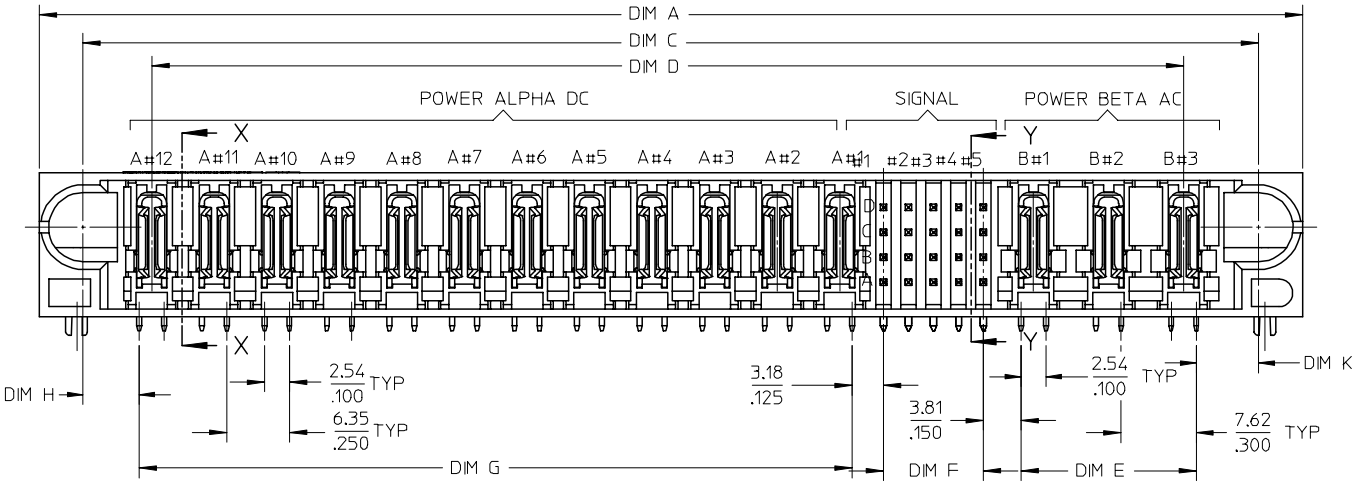 DIM A
DIM C
DIM D
POWER ALPHA DC SIGNAL POWER BETA AC
X X Y Y
A#12 A#11 A#10 A#9 A#8 A#7 A#6 A#5 A#4 A#3 A#2 A#1 #1 #2 #3 #4 #5 B#1 B#2 B#3
D
C
B
A
DIM H
2.54
.100 TYP
6.35
.250 TYP
3.18
.125
3.81
.150
2.54
.100 TYP
7.62
.300 TYP
DIM K
DIM G
DIM F
DIM E